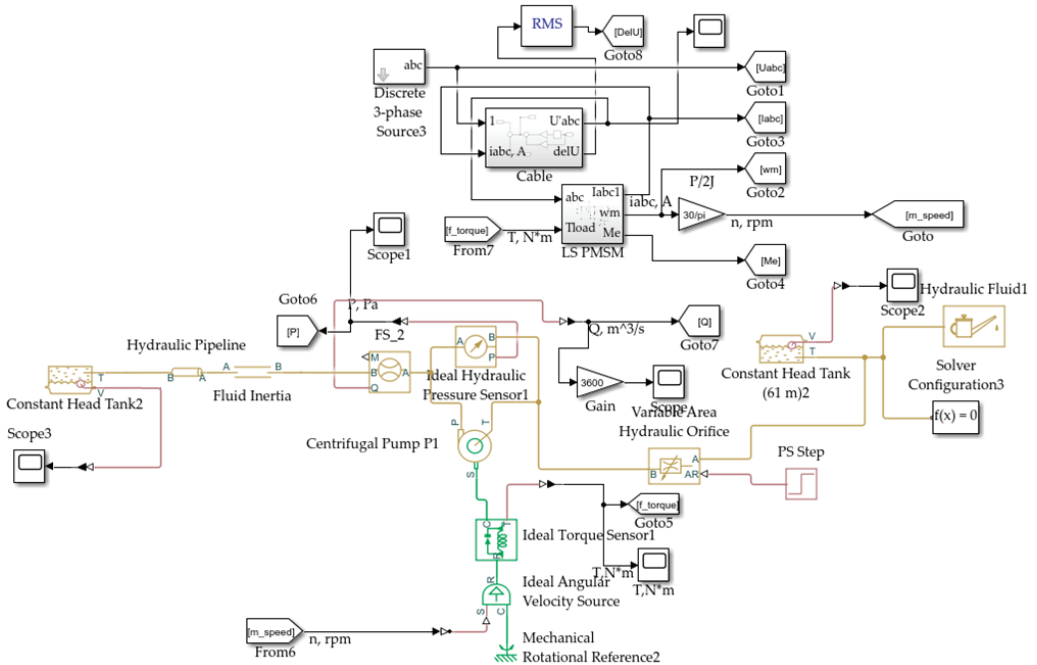 RMS
[DelU]
Goto8
abc
Discrete
3-phase
Source3
[Uabc]
Goto1
1
U'abc
iabc, A
delU
Cable
[Iabc]
Goto3
[wm]
Goto2
P/2J
abc
Iabc1
wm
Tload
Me
LS PMSM
iabc, A
30/pi
n, rpm
[m_speed]
Goto
[f_torque]
From7
T, N*m
[Me]
Goto4
Scope1
Goto6
[P]
P, Pa
FS_2
Q, m^3/s
[Q]
Goto7
Scope2
Hydraulic Fluid1
V
T
Constant Head Tank
(61 m)2
Solver
Configuration3
f(x) = 0
Hydraulic Pipeline
T
V
B
A
A
B
Constant Head Tank2
Fluid Inertia
M
B
A
Q
A
B
P
Ideal Hydraulic
Pressure Sensor1
3600
Gain
Scope
Variable Area
Hydraulic Orifice
Scope3
Centrifugal Pump P1
P
T
S
B
A
AR
PS Step
C
T
R
Ideal Torque Sensor1
[f_torque]
Goto5
T,N*m
T,N*m
R
S
C
Ideal Angular
Velocity Source
[m_speed]
From6
n, rpm
Mechanical
Rotational Reference2